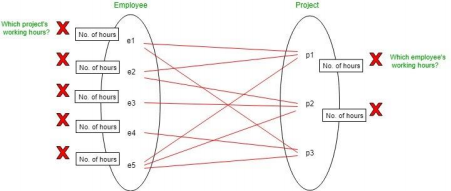 Employee
Project
Which project's
working hours?
X
No. of hours
e1
X
No. of hours
e2
X
No. of hours
e3
X
No. of hours
e4
X
No. of hours
e5
p1
No. of hours
X
Which employee's
working hours?
p2
No. of hours
X
p3